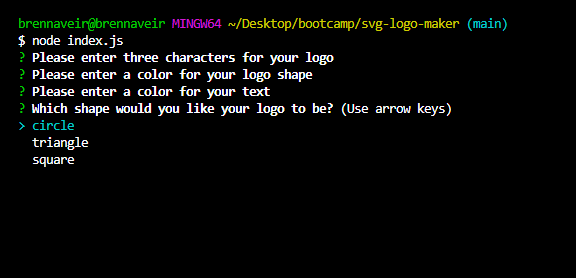 brennaveir@brennaveir MINGW64 ~/Desktop/bootcamp/svg-logo-maker (main)
$ node index.js
? Please enter three characters for your logo
? Please enter a color for your logo shape
? Please enter a color for your text
? Which shape would you like your logo to be? (Use arrow keys)
> circle
triangle
square